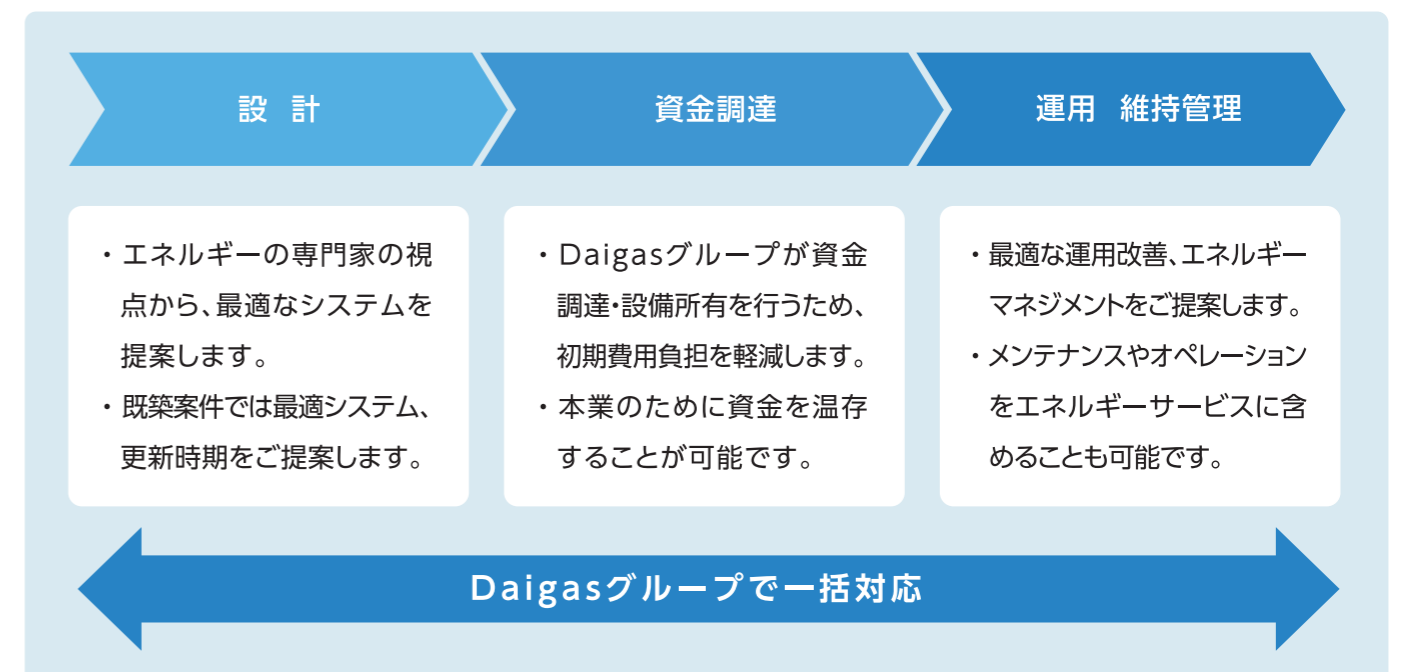 設 計
資金調達
運用 維持管理
・エネルギーの専門家の視
点から、最適なシステムを
提案します。
・既築案件では最適システム、
更新時期をご提案します。
・Daigasグループが資金
調達・設備所有を行うため、
初期費用負担を軽減します。
・本業のために資金を温存
することが可能です。
・最適な運用改善、エネルギー
マネジメントをご提案します。
・メンテナンスやオペレーション
をエネルギーサービスに含
めることも可能です。
Daigasグループで一括対応